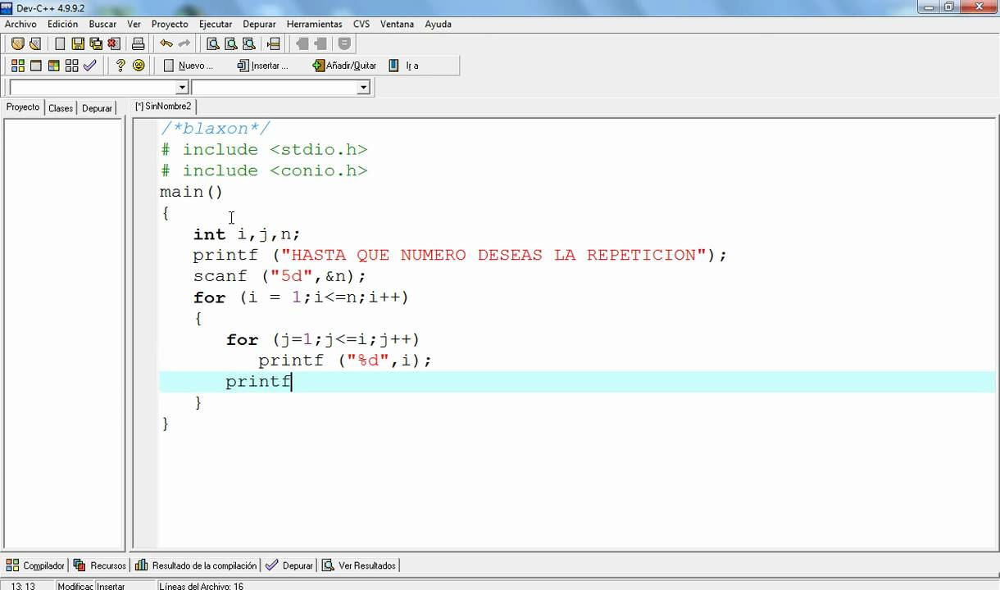 Dev-C++ 4.9.9.2
Archivo Edición Buscar Ver Proyecto Ejecutar Depurar Herramientas CVS Ventana Ayuda
Nuevo ... Insertar ... Añadir/Quitar Ir a
Proyecto Clases Depurar [*] SinNombre2
/*blaxon*/
# include <stdio.h>
# include <conio.h>
main()
{
int i,j,n;
printf ("HASTA QUE NUMERO DESEAS LA REPETICION");
scanf ("5d",&n);
for (i = 1;i<=n;i++)
{
for (j=1;j<=i;j++)
printf ("%d",i);
printf
}
}
Compilador Recursos Resultado de la compilación Depurar Ver Resultados
13: 13 Modificac Insertar Líneas del Archivo: 16